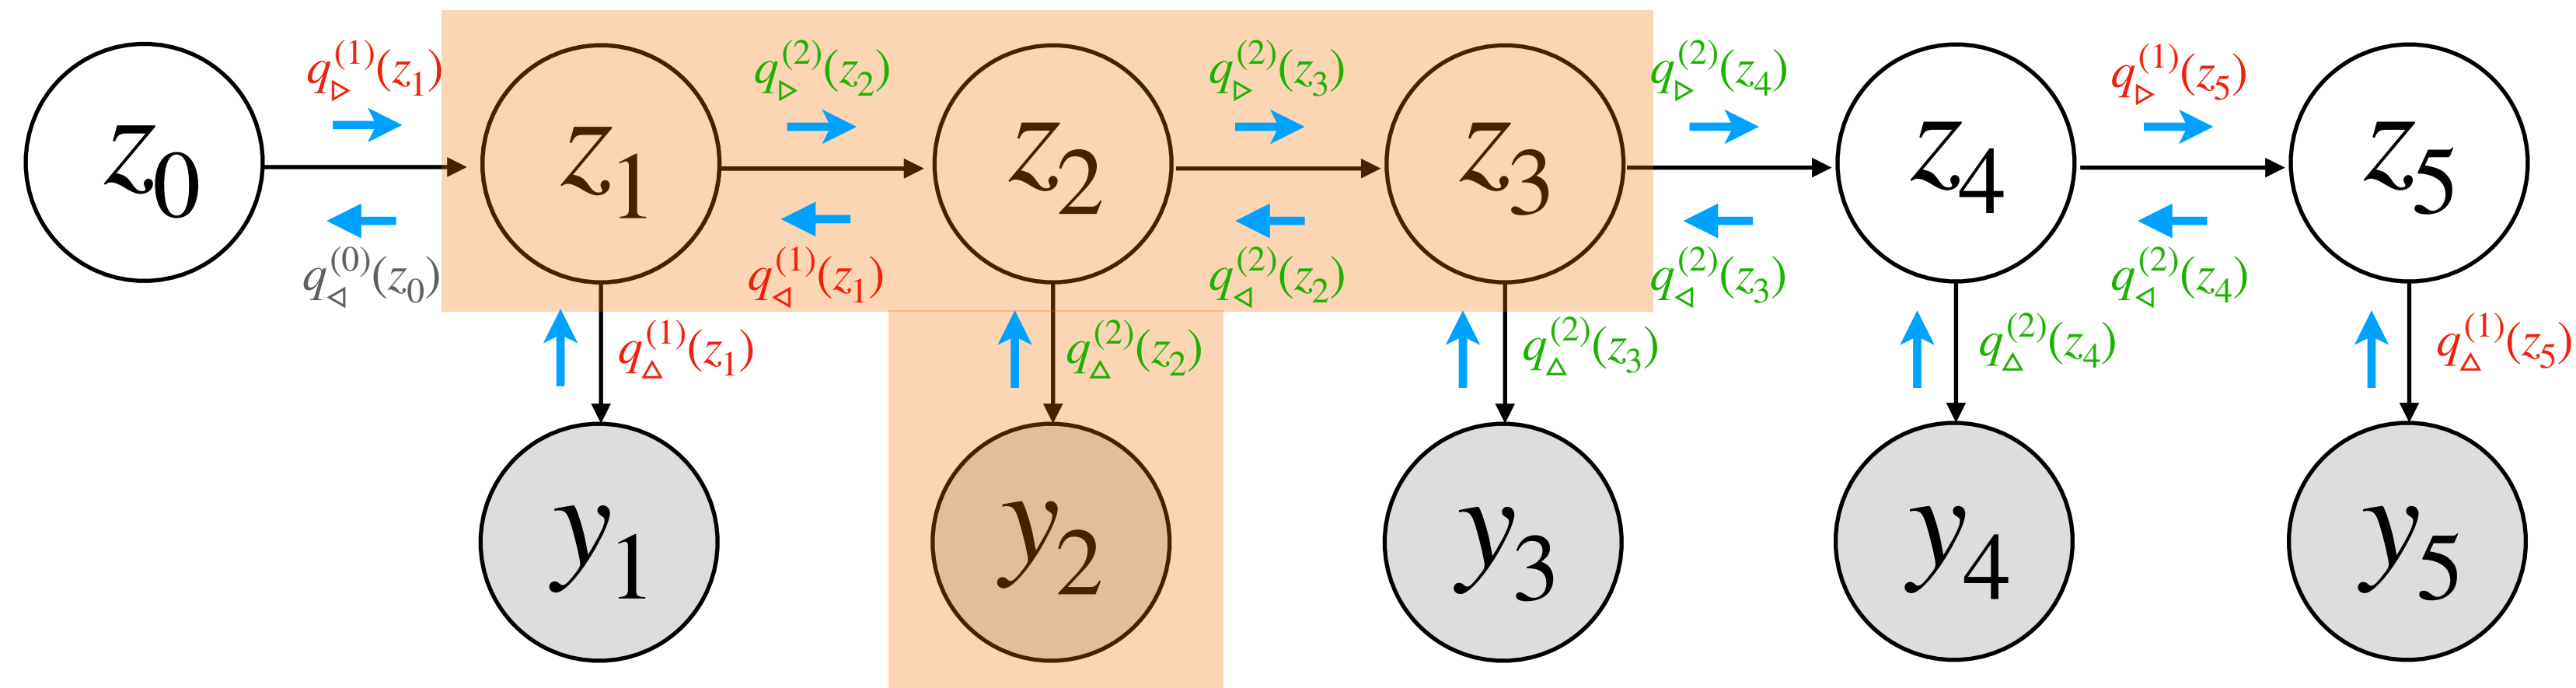 q▷^(1)(z₁) q▷^(2)(z₂) q▷^(2)(z₃) q▷^(2)(z₄) q▷^(1)(z₅)
z₀ z₁ z₂ z₃ z₄ z₅
q◁^(0)(z₀) q◁^(1)(z₁) q◁^(2)(z₂) q◁^(2)(z₃) q◁^(2)(z₄)
q△^(1)(z₁) q△^(2)(z₂) q△^(2)(z₃) q△^(2)(z₄) q△^(1)(z₅)
y₁ y₂ y₃ y₄ y₅